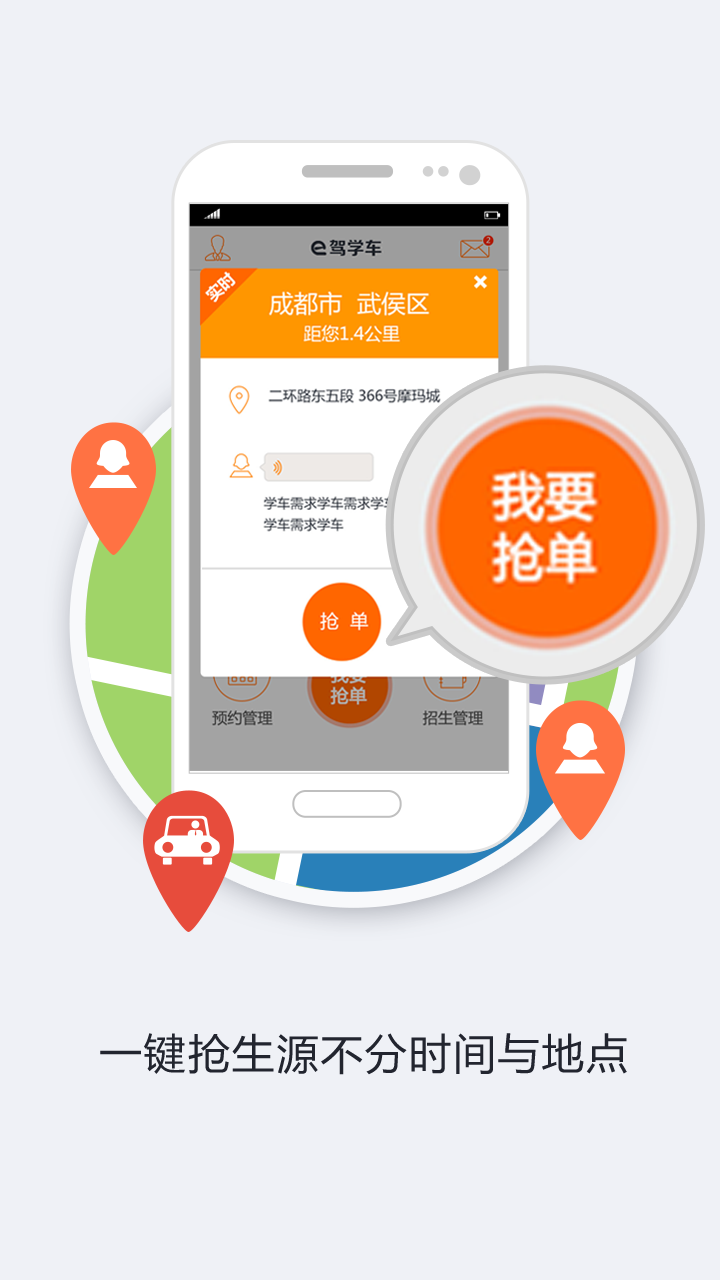 e驾学车
2
实时
成都市 武侯区
距您1.4公里
二环路东五段 366号摩玛城
学车需求学车需求学车
学车需求学车
我要
抢单
抢 单
我要
抢单
预约管理
招生管理
一键抢生源不分时间与地点